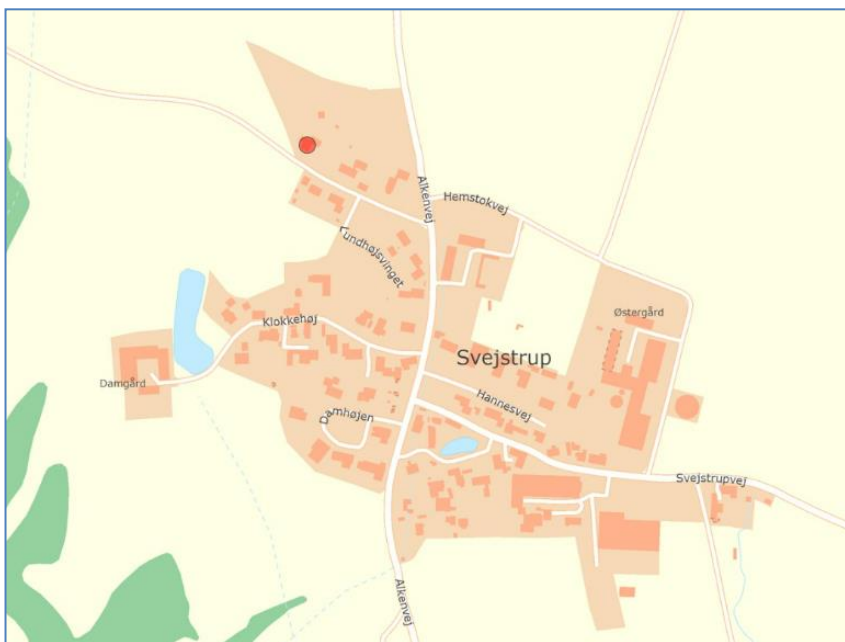 Alkenvej
Hemstokvej
Lundhøjsvinget
Østergård
Klokkehøj
Svejstrup
Damgård
Hannesvej
Damhøjen
Svejstrupvej
Alkenvej